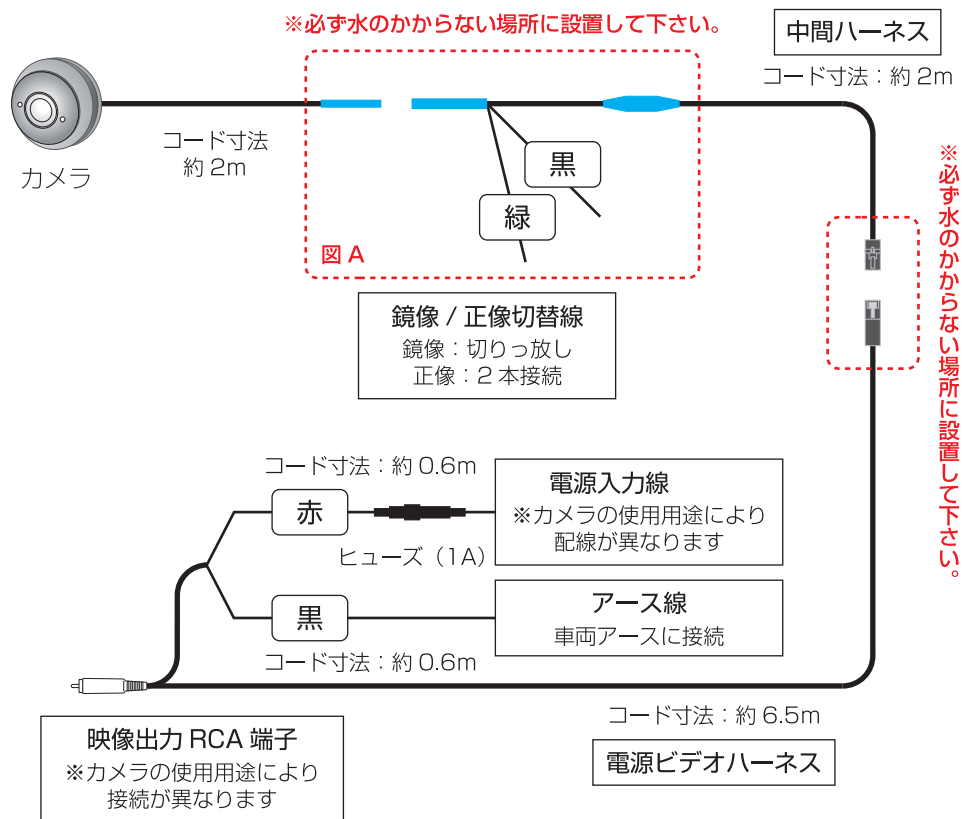 ※必ず水のかからない場所に設置して下さい。
中間ハーネス
コード寸法：約 2m
カメラ
コード寸法
約 2m
黒
緑
図 A
※必ず水のかからない場所に設置して下さい。
鏡像 / 正像切替線
鏡像：切りっ放し
正像：2 本接続
コード寸法：約 0.6m
赤
ヒューズ（1A）
電源入力線
※カメラの使用用途により
配線が異なります
黒
コード寸法：約 0.6m
アース線
車両アースに接続
映像出力 RCA 端子
※カメラの使用用途により
接続が異なります
コード寸法：約 6.5m
電源ビデオハーネス